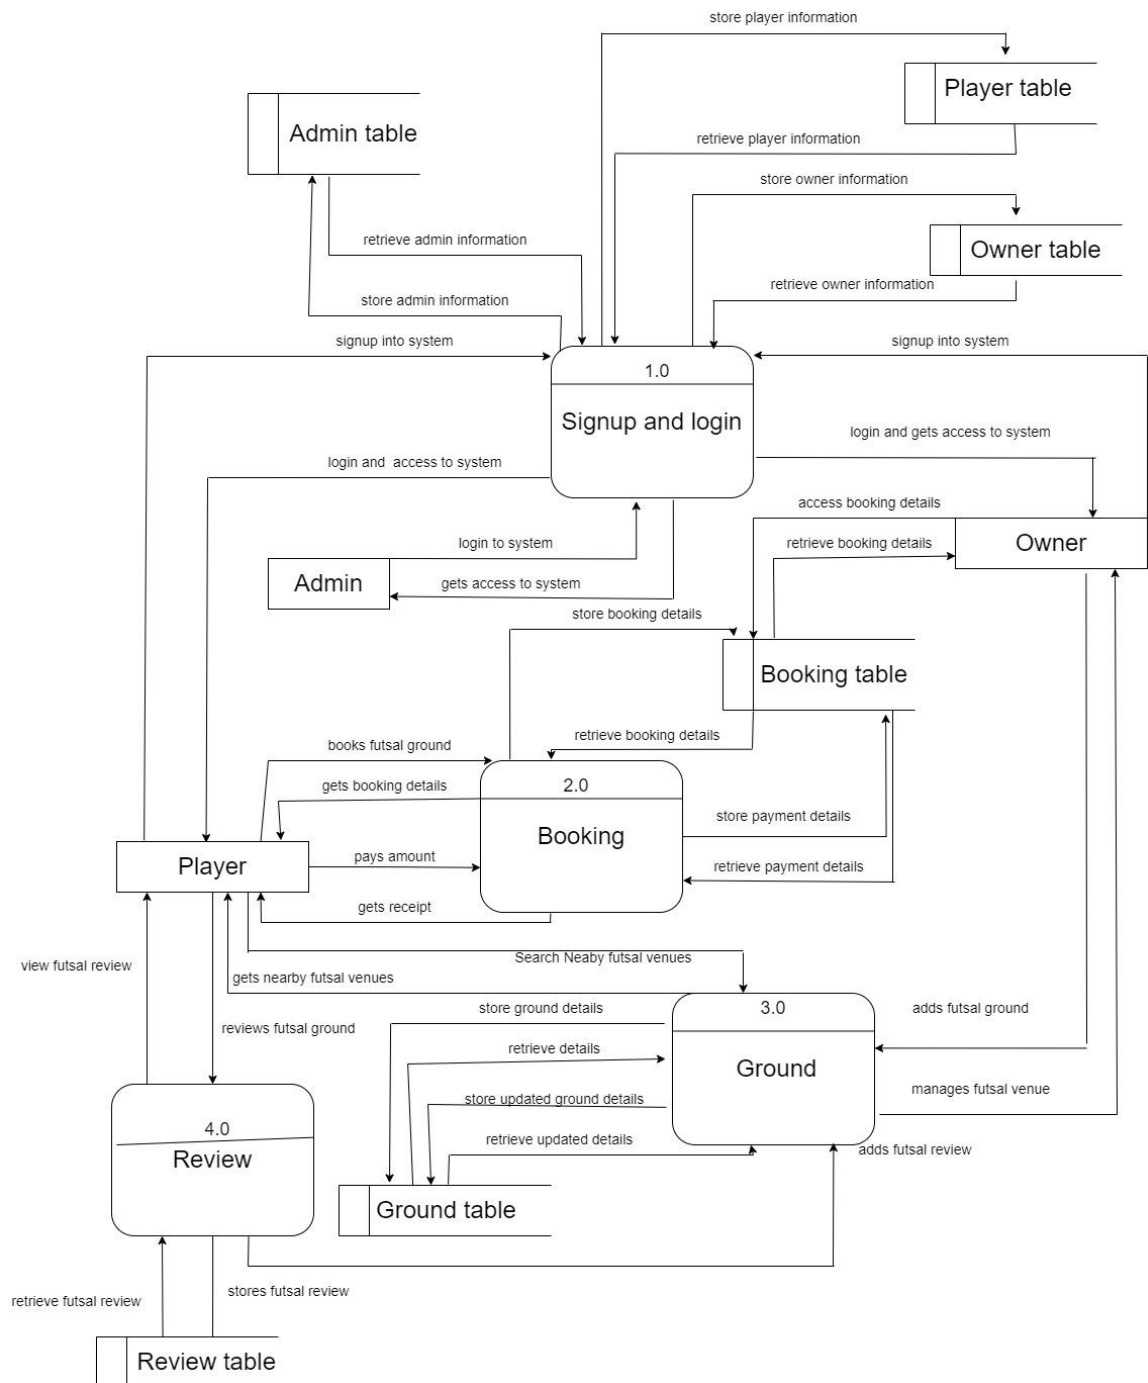 store player information
Player table
Admin table
retrieve player information
store owner information
retrieve admin information
Owner table
retrieve owner information
store admin information
signup into system
signup into system
1.0
Signup and login
login and gets access to system
login and  access to system
access booking details
login to system
retrieve booking details
Owner
Admin
gets access to system
store booking details
Booking table
retrieve booking details
books futsal ground
gets booking details
2.0
store payment details
Booking
Player
pays amount
retrieve payment details
gets receipt
view futsal review
Search Neaby futsal venues
gets nearby futsal venues
store ground details
3.0
adds futsal ground
reviews futsal ground
retrieve details
Ground
manages futsal venue
store updated ground details
4.0
retrieve updated details
adds futsal review
Review
Ground table
stores futsal review
retrieve futsal review
Review table